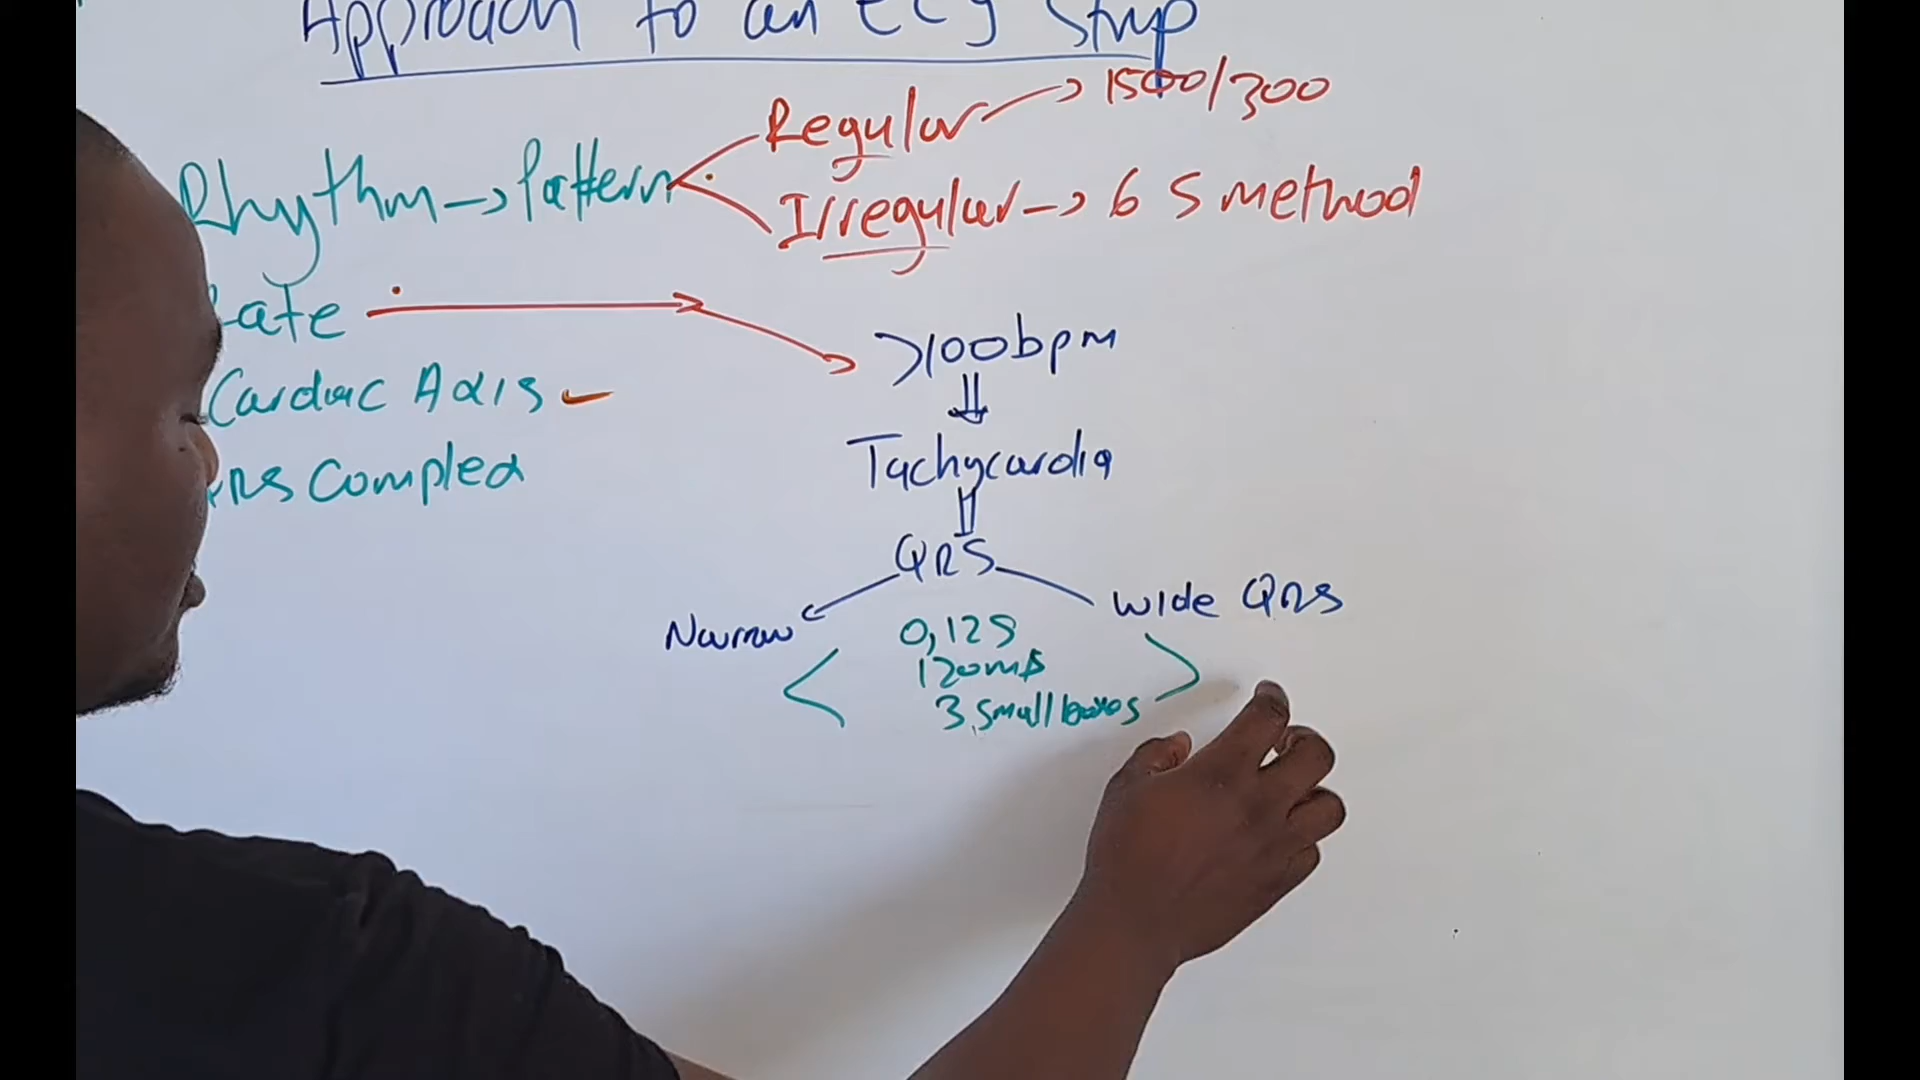 Approach to an ECG Strip
Regular → 1500/300
Rhythm → Pattern
Irregular → 6 S method
Rate
>100bpm
Cardiac Axis
Tachycardia
QRS Complex
QRS
Narrow
Wide QRS
0,12S
120ms
3 small boxes
< >